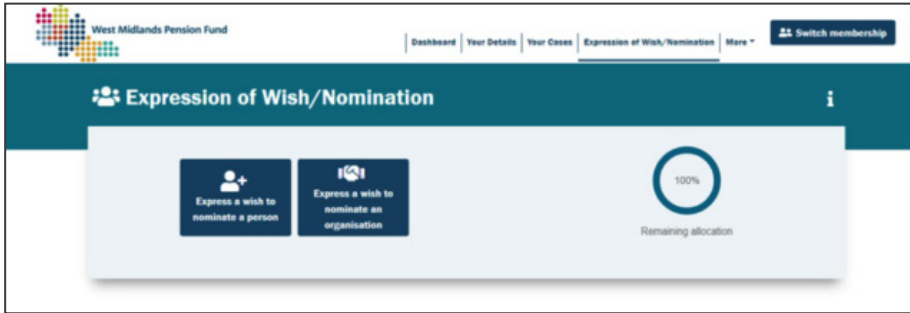 West Midlands Pension Fund
Dashboard
Your Details
Your Cases
Expression of Wish/Nomination
More
Switch membership
Expression of Wish/Nomination
i
Express a wish to
nominate a person
Express a wish to
nominate an
organisation
100%
Remaining allocation